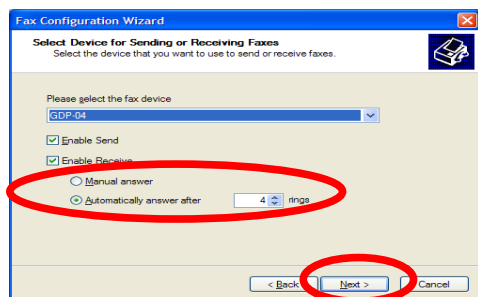 Fax Configuration Wizard
Select Device for Sending or Receiving Faxes
Select the device that you want to use to send or receive faxes.
Please select the fax device
GDP-04
Enable Send
Enable Receive
Manual answer
Automatically answer after 4 rings
< Back Next > Cancel